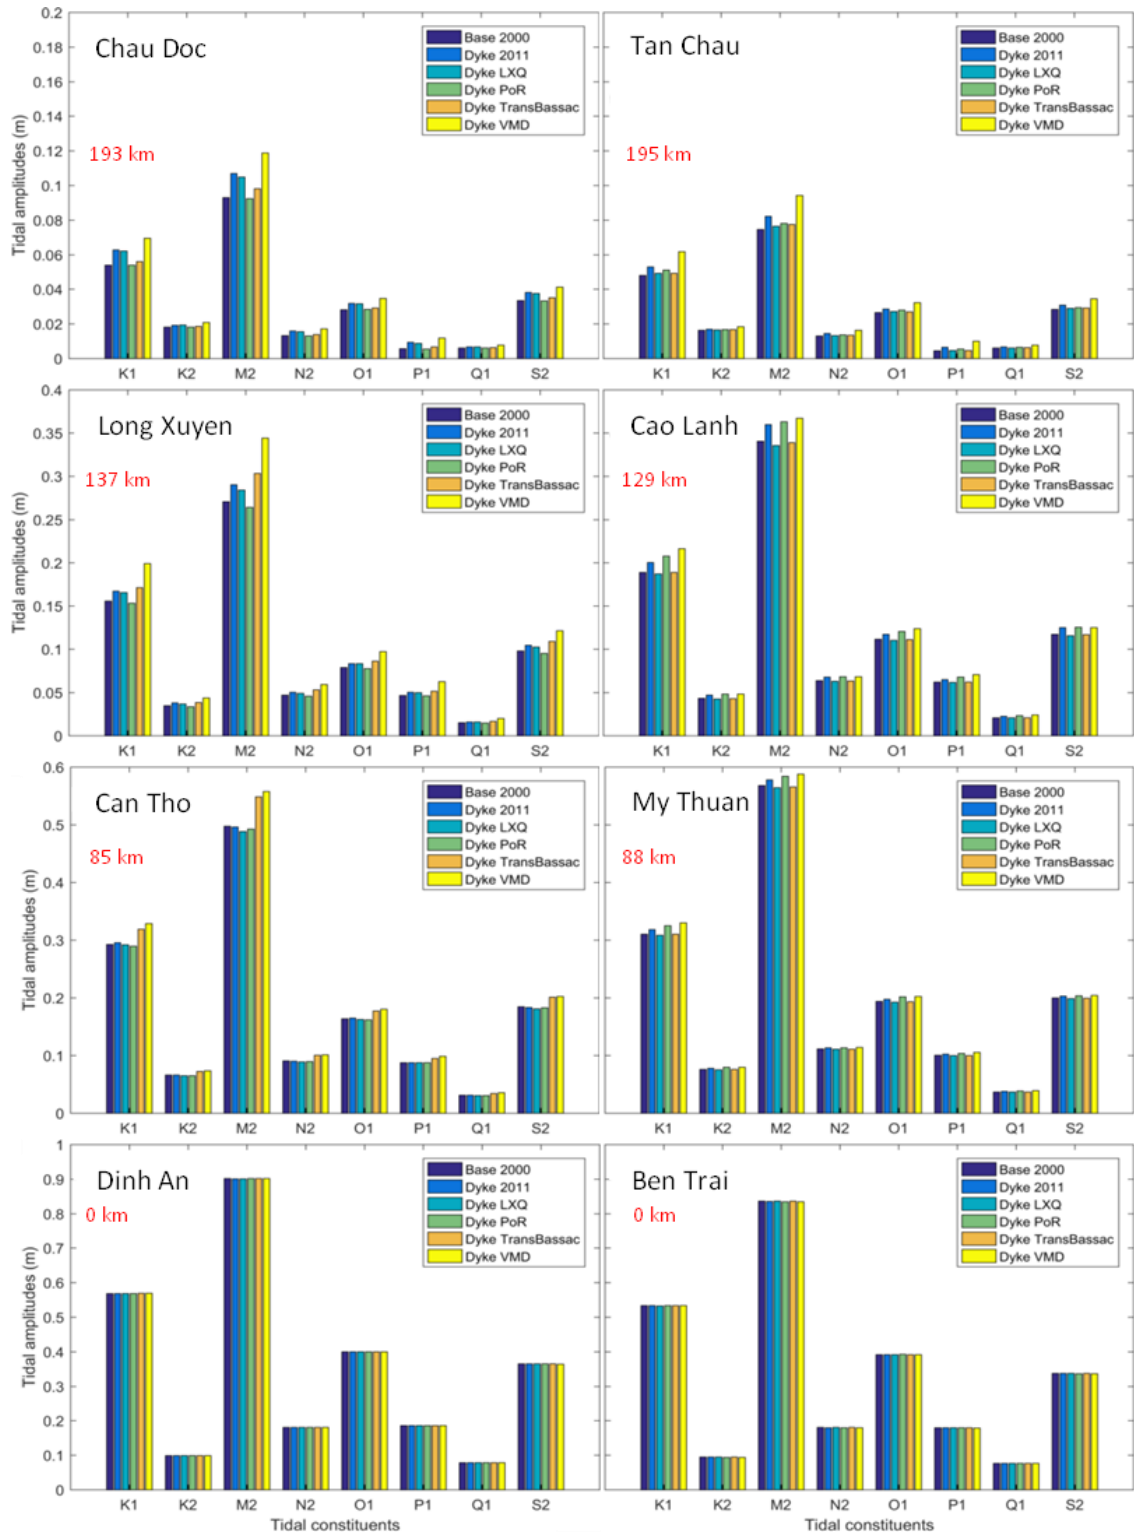 Chau Doc
193 km
Base 2000
Dyke 2011
Dyke LXQ
Dyke PoR
Dyke TransBassac
Dyke VMD
Tidal amplitudes (m)
0.2
0.18
0.16
0.14
0.12
0.1
0.08
0.06
0.04
0.02
0
K1 K2 M2 N2 O1 P1 Q1 S2
Tan Chau
195 km
Base 2000
Dyke 2011
Dyke LXQ
Dyke PoR
Dyke TransBassac
Dyke VMD
K1 K2 M2 N2 O1 P1 Q1 S2
Long Xuyen
137 km
Base 2000
Dyke 2011
Dyke LXQ
Dyke PoR
Dyke TransBassac
Dyke VMD
Tidal amplitudes (m)
0.4
0.35
0.3
0.25
0.2
0.15
0.1
0.05
0
K1 K2 M2 N2 O1 P1 Q1 S2
Cao Lanh
129 km
Base 2000
Dyke 2011
Dyke LXQ
Dyke PoR
Dyke TransBassac
Dyke VMD
K1 K2 M2 N2 O1 P1 Q1 S2
Can Tho
85 km
Base 2000
Dyke 2011
Dyke LXQ
Dyke PoR
Dyke TransBassac
Dyke VMD
Tidal amplitudes (m)
0.6
0.5
0.4
0.3
0.2
0.1
0
K1 K2 M2 N2 O1 P1 Q1 S2
My Thuan
88 km
Base 2000
Dyke 2011
Dyke LXQ
Dyke PoR
Dyke TransBassac
Dyke VMD
K1 K2 M2 N2 O1 P1 Q1 S2
Dinh An
0 km
Base 2000
Dyke 2011
Dyke LXQ
Dyke PoR
Dyke TransBassac
Dyke VMD
Tidal amplitudes (m)
1
0.9
0.8
0.7
0.6
0.5
0.4
0.3
0.2
0.1
0
K1 K2 M2 N2 O1 P1 Q1 S2
Tidal constituents
Ben Trai
0 km
Base 2000
Dyke 2011
Dyke LXQ
Dyke PoR
Dyke TransBassac
Dyke VMD
K1 K2 M2 N2 O1 P1 Q1 S2
Tidal constituents